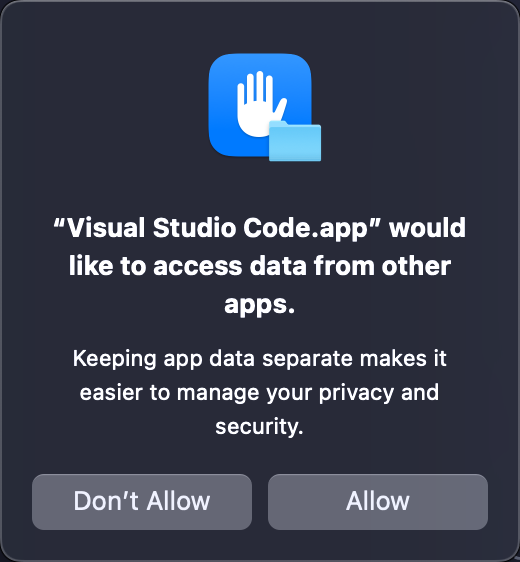 “Visual Studio Code.app” would
like to access data from other
apps.
Keeping app data separate makes it
easier to manage your privacy and
security.
Don’t Allow
Allow